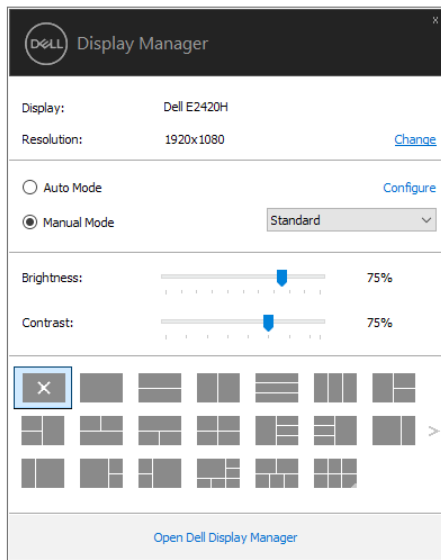 DELL Display Manager
Display: Dell E2420H
Resolution: 1920x1080 Change
Auto Mode Configure
Manual Mode Standard
Brightness: 75%
Contrast: 75%
Open Dell Display Manager